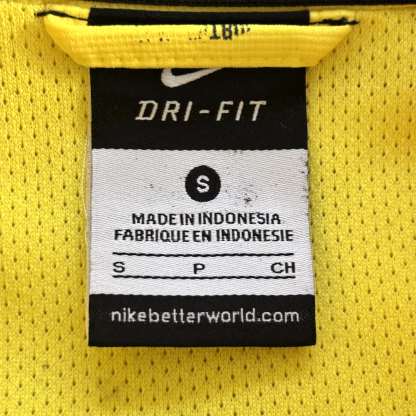 DRI-FIT
S
MADE IN INDONESIA
FABRIQUE EN INDONESIE
S P CH
nikebetterworld.com